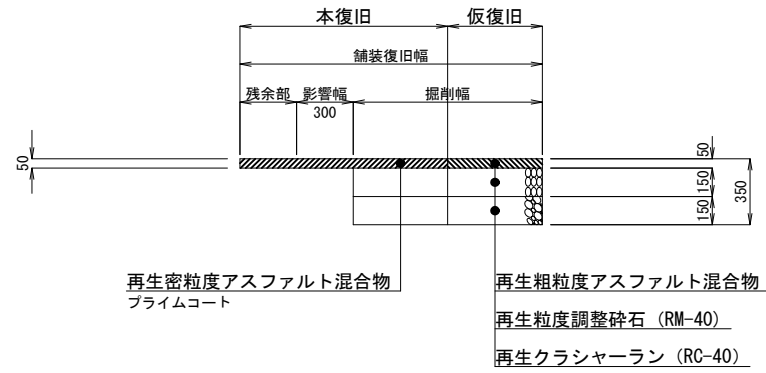 本復旧
仮復旧
舗装復旧幅
残余部
影響幅
掘削幅
300
50
50
150
150
350
再生密粒度アスファルト混合物
プライムコート
再生粗粒度アスファルト混合物
再生粒度調整砕石（RM-40）
再生クラシャーラン（RC-40）